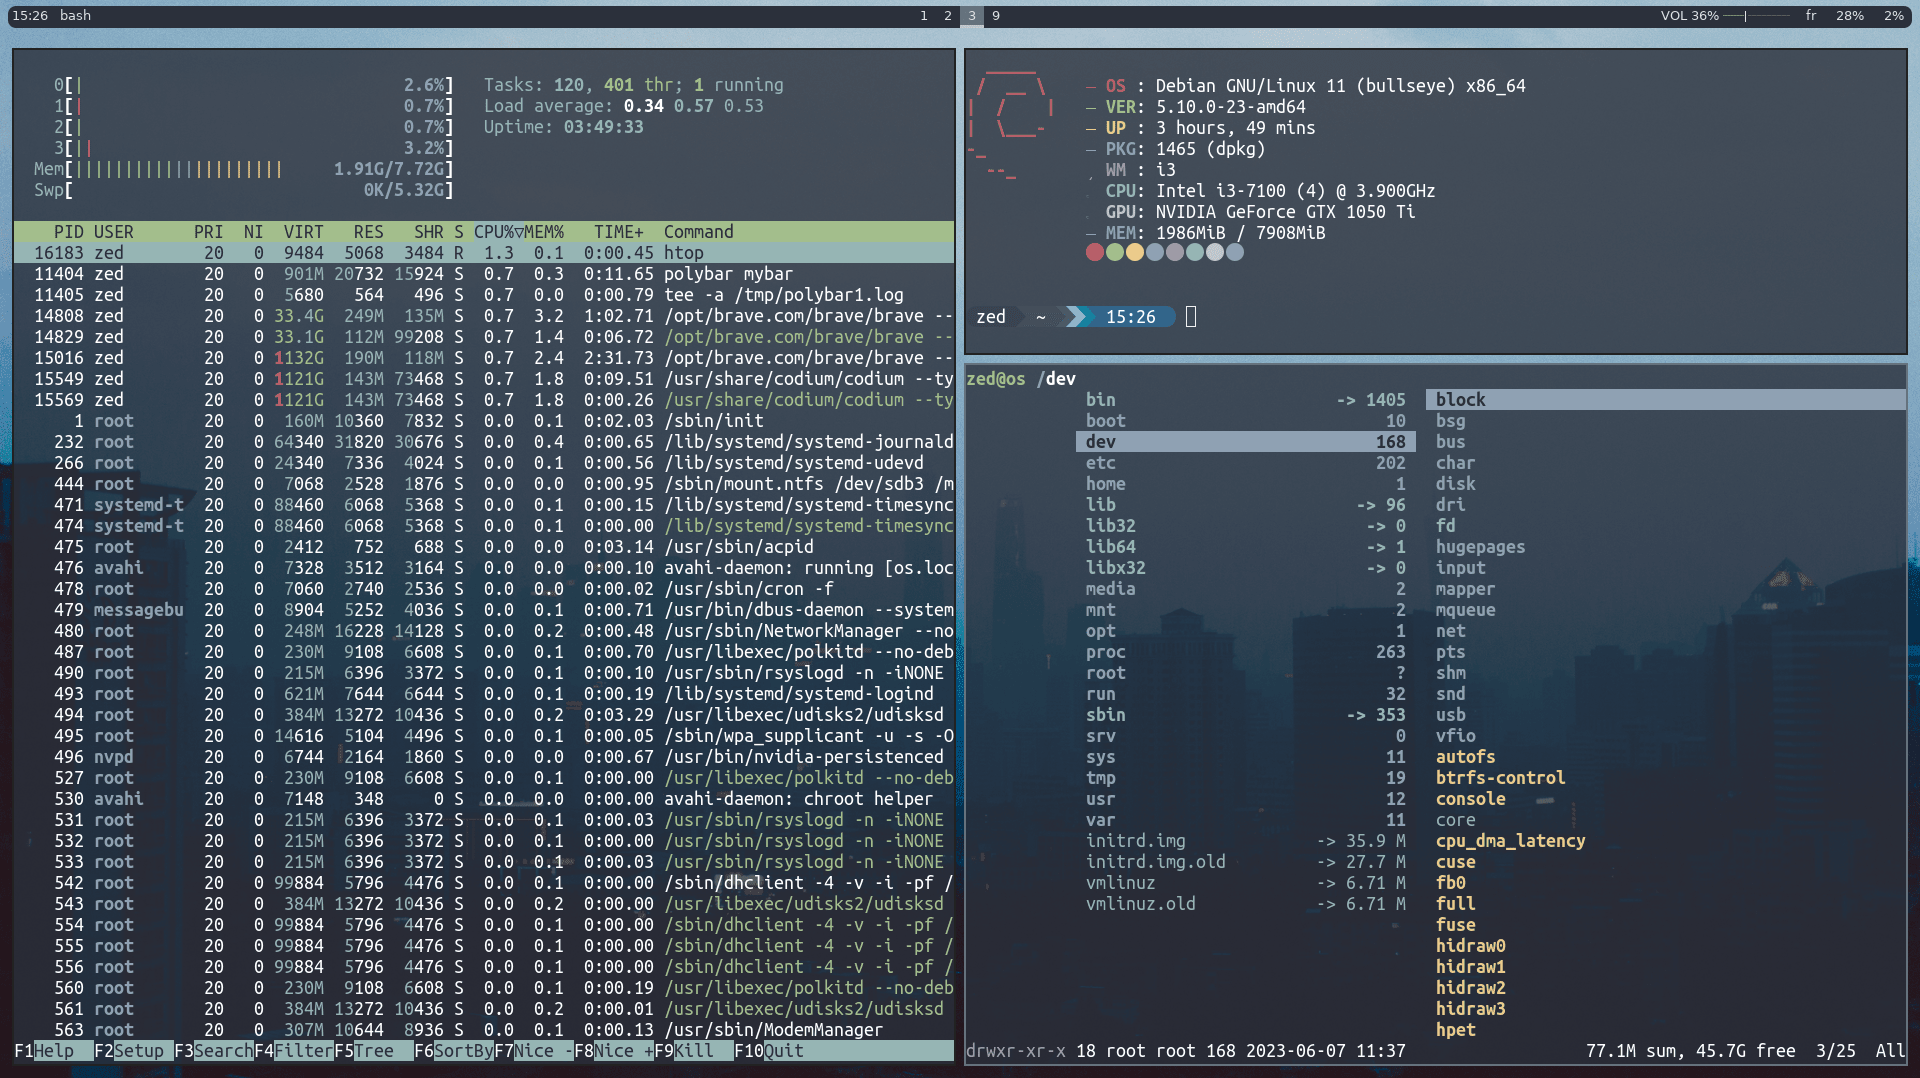 15:26 bash
1 2 3 9
VOL 36% fr 28% 2%
0[| 2.6%] Tasks: 120, 401 thr; 1 running
1[| 0.7%] Load average: 0.34 0.57 0.53
2[| 0.7%] Uptime: 03:49:33
3[|| 3.2%]
Mem[||||||||||||||||||||| 1.91G/7.72G]
Swp[ 0K/5.32G]
PID USER PRI NI VIRT RES SHR S CPU%▽MEM% TIME+ Command
16183 zed 20 0 9484 5068 3484 R 1.3 0.1 0:00.45 htop
11404 zed 20 0 901M 20732 15924 S 0.7 0.3 0:11.65 polybar mybar
11405 zed 20 0 5680 564 496 S 0.7 0.0 0:00.79 tee -a /tmp/polybar1.log
14808 zed 20 0 33.4G 249M 135M S 0.7 3.2 1:02.71 /opt/brave.com/brave/brave --
14829 zed 20 0 33.1G 112M 99208 S 0.7 1.4 0:06.72 /opt/brave.com/brave/brave --
15016 zed 20 0 1132G 190M 118M S 0.7 2.4 2:31.73 /opt/brave.com/brave/brave --
15549 zed 20 0 1121G 143M 73468 S 0.7 1.8 0:09.51 /usr/share/codium/codium --ty
15569 zed 20 0 1121G 143M 73468 S 0.7 1.8 0:00.26 /usr/share/codium/codium --ty
1 root 20 0 160M 10360 7832 S 0.0 0.1 0:02.03 /sbin/init
232 root 20 0 64340 31820 30676 S 0.0 0.4 0:00.65 /lib/systemd/systemd-journald
266 root 20 0 24340 7336 4024 S 0.0 0.1 0:00.56 /lib/systemd/systemd-udevd
444 root 20 0 7068 2528 1876 S 0.0 0.0 0:00.95 /sbin/mount.ntfs /dev/sdb3 /m
471 systemd-t 20 0 88460 6068 5368 S 0.0 0.1 0:00.15 /lib/systemd/systemd-timesync
474 systemd-t 20 0 88460 6068 5368 S 0.0 0.1 0:00.00 /lib/systemd/systemd-timesync
475 root 20 0 2412 752 688 S 0.0 0.0 0:03.14 /usr/sbin/acpid
476 avahi 20 0 7328 3512 3164 S 0.0 0.0 0:00.10 avahi-daemon: running [os.loc
478 root 20 0 7060 2740 2536 S 0.0 0.0 0:00.02 /usr/sbin/cron -f
479 messagebu 20 0 8904 5252 4036 S 0.0 0.1 0:00.71 /usr/bin/dbus-daemon --system
480 root 20 0 248M 16228 14128 S 0.0 0.2 0:00.48 /usr/sbin/NetworkManager --no
487 root 20 0 230M 9108 6608 S 0.0 0.1 0:00.70 /usr/libexec/polkitd --no-deb
490 root 20 0 215M 6396 3372 S 0.0 0.1 0:00.10 /usr/sbin/rsyslogd -n -iNONE
493 root 20 0 621M 7644 6644 S 0.0 0.1 0:00.19 /lib/systemd/systemd-logind
494 root 20 0 384M 13272 10436 S 0.0 0.2 0:03.29 /usr/libexec/udisks2/udisksd
495 root 20 0 14616 5104 4496 S 0.0 0.1 0:00.05 /sbin/wpa_supplicant -u -s -O
496 nvpd 20 0 6744 2164 1860 S 0.0 0.0 0:00.67 /usr/bin/nvidia-persistenced
527 root 20 0 230M 9108 6608 S 0.0 0.1 0:00.00 /usr/libexec/polkitd --no-deb
530 avahi 20 0 7148 348 0 S 0.0 0.0 0:00.00 avahi-daemon: chroot helper
531 root 20 0 215M 6396 3372 S 0.0 0.1 0:00.03 /usr/sbin/rsyslogd -n -iNONE
532 root 20 0 215M 6396 3372 S 0.0 0.1 0:00.00 /usr/sbin/rsyslogd -n -iNONE
533 root 20 0 215M 6396 3372 S 0.0 0.1 0:00.03 /usr/sbin/rsyslogd -n -iNONE
542 root 20 0 99884 5796 4476 S 0.0 0.1 0:00.00 /sbin/dhclient -4 -v -i -pf /
543 root 20 0 384M 13272 10436 S 0.0 0.2 0:00.00 /usr/libexec/udisks2/udisksd
554 root 20 0 99884 5796 4476 S 0.0 0.1 0:00.00 /sbin/dhclient -4 -v -i -pf /
555 root 20 0 99884 5796 4476 S 0.0 0.1 0:00.00 /sbin/dhclient -4 -v -i -pf /
556 root 20 0 99884 5796 4476 S 0.0 0.1 0:00.00 /sbin/dhclient -4 -v -i -pf /
560 root 20 0 230M 9108 6608 S 0.0 0.1 0:00.19 /usr/libexec/polkitd --no-deb
561 root 20 0 384M 13272 10436 S 0.0 0.2 0:00.01 /usr/libexec/udisks2/udisksd
563 root 20 0 307M 10644 8936 S 0.0 0.1 0:00.13 /usr/sbin/ModemManager
F1Help F2Setup F3SearchF4FilterF5Tree F6SortByF7Nice -F8Nice +F9Kill F10Quit
– OS : Debian GNU/Linux 11 (bullseye) x86_64
– VER: 5.10.0-23-amd64
– UP : 3 hours, 49 mins
– PKG: 1465 (dpkg)
WM : i3
CPU: Intel i3-7100 (4) @ 3.900GHz
GPU: NVIDIA GeForce GTX 1050 Ti
– MEM: 1986MiB / 7908MiB
zed ~ 15:26
zed@os /dev
bin -> 1405 block
boot 10 bsg
dev 168 bus
etc 202 char
home 1 disk
lib -> 96 dri
lib32 -> 0 fd
lib64 -> 1 hugepages
libx32 -> 0 input
media 2 mapper
mnt 2 mqueue
opt 1 net
proc 263 pts
root ? shm
run 32 snd
sbin -> 353 usb
srv 0 vfio
sys 11 autofs
tmp 19 btrfs-control
usr 12 console
var 11 core
initrd.img -> 35.9 M cpu_dma_latency
initrd.img.old -> 27.7 M cuse
vmlinuz -> 6.71 M fb0
vmlinuz.old -> 6.71 M full
fuse
hidraw0
hidraw1
hidraw2
hidraw3
hpet
drwxr-xr-x 18 root root 168 2023-06-07 11:37 77.1M sum, 45.7G free 3/25 All